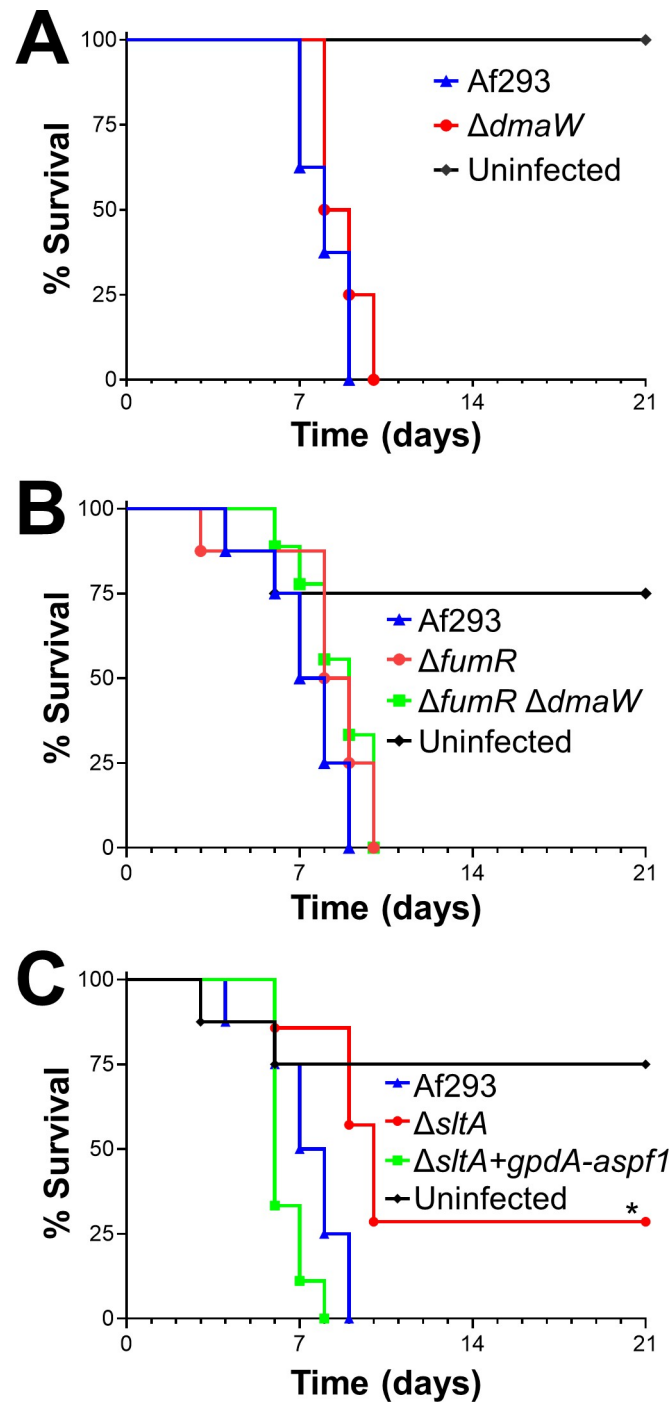 A
100
75
50
25
0
% Survival
Af293
ΔdmaW
Uninfected
0 7 14 21
Time (days)
B
100
75
50
25
0
% Survival
Af293
ΔfumR
ΔfumR ΔdmaW
Uninfected
0 7 14 21
Time (days)
C
100
75
50
25
0
% Survival
Af293
ΔsltA
ΔsltA+gpdA-aspf1
Uninfected
*
0 7 14 21
Time (days)